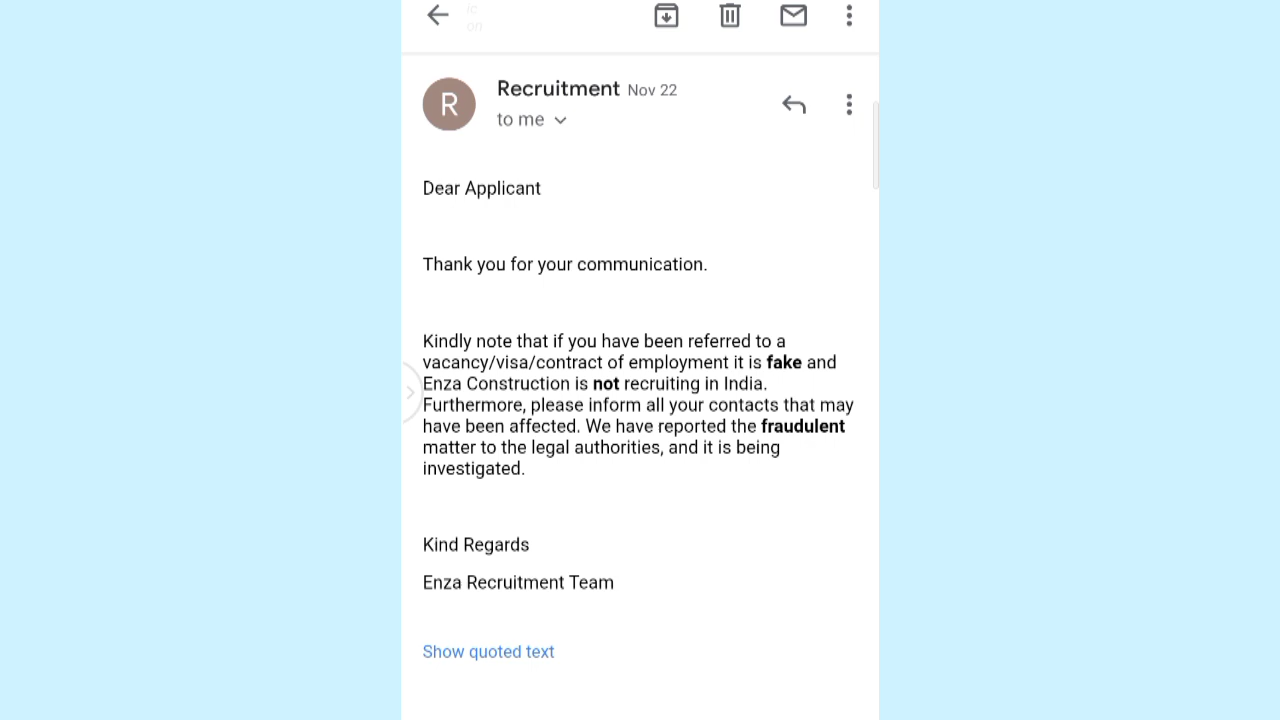 ic
on
Recruitment Nov 22
R
to me
Dear Applicant
Thank you for your communication.
Kindly note that if you have been referred to a
vacancy/visa/contract of employment it is fake and
Enza Construction is not recruiting in India.
Furthermore, please inform all your contacts that may
have been affected. We have reported the fraudulent
matter to the legal authorities, and it is being
investigated.
Kind Regards
Enza Recruitment Team
Show quoted text